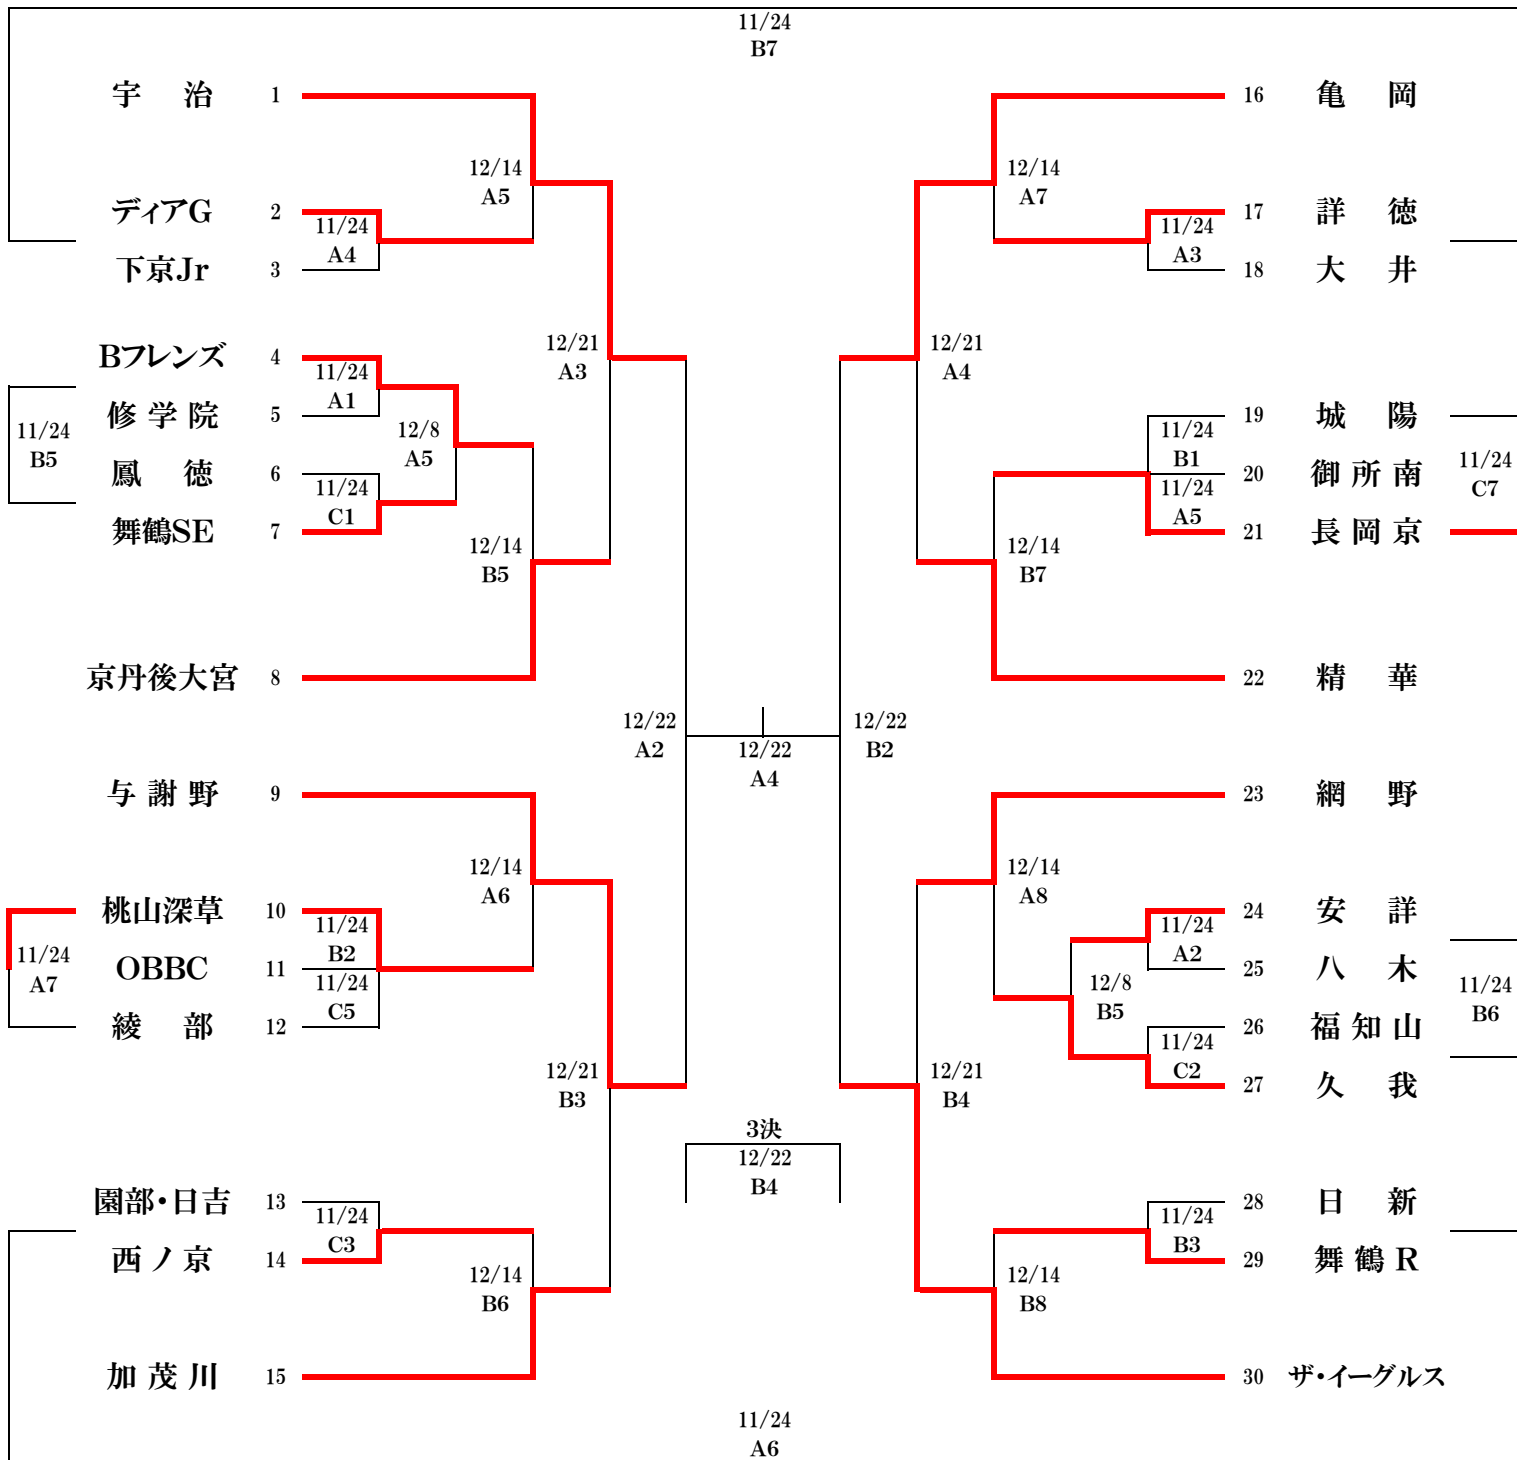 11/24
B7
宇治 1
12/14
A5
ディアG 2
11/24
A4
下京Jr 3
Bフレンズ 4
11/24
A1
修学院 5
12/8
A5
鳳徳 6
11/24
C1
舞鶴SE 7
11/24
B5
12/21
A3
12/14
B5
京丹後大宮 8
12/22
A2
与謝野 9
12/14
A6
桃山深草 10
11/24
B2
OBBC 11
11/24
C5
綾部 12
11/24
A7
12/21
B3
園部・日吉 13
11/24
C3
西ノ京 14
12/14
B6
加茂川 15
12/22
A4
3決
12/22
B4
11/24
A6
16 亀岡
12/14
A7
17 詳徳
11/24
A3
18 大井
12/21
A4
19 城陽
11/24
B1
20 御所南
11/24
A5
21 長岡京
11/24
C7
12/14
B7
22 精華
12/22
B2
23 網野
12/14
A8
24 安詳
11/24
A2
25 八木
12/8
B5
26 福知山
11/24
C2
27 久我
11/24
B6
12/21
B4
28 日新
11/24
B3
29 舞鶴R
12/14
B8
30 ザ・イーグルス